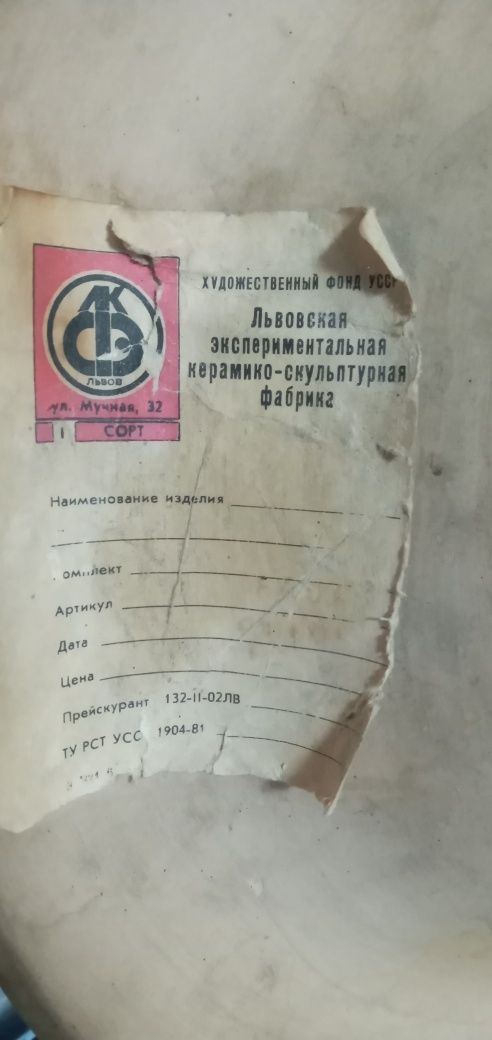 ХУДОЖЕСТВЕННЫЙ ФОНД УССР
Львовская
экспериментальная
керамико-скульптурная
фабрика
ЛКСФ
ЛЬВОВ
ул. Мучная, 32
I СОРТ
Наименование изделия
омплект
Артикул
Дата
Цена
Прейскурант 132-II-02ЛВ
ТУ РСТ УСС 1904-81